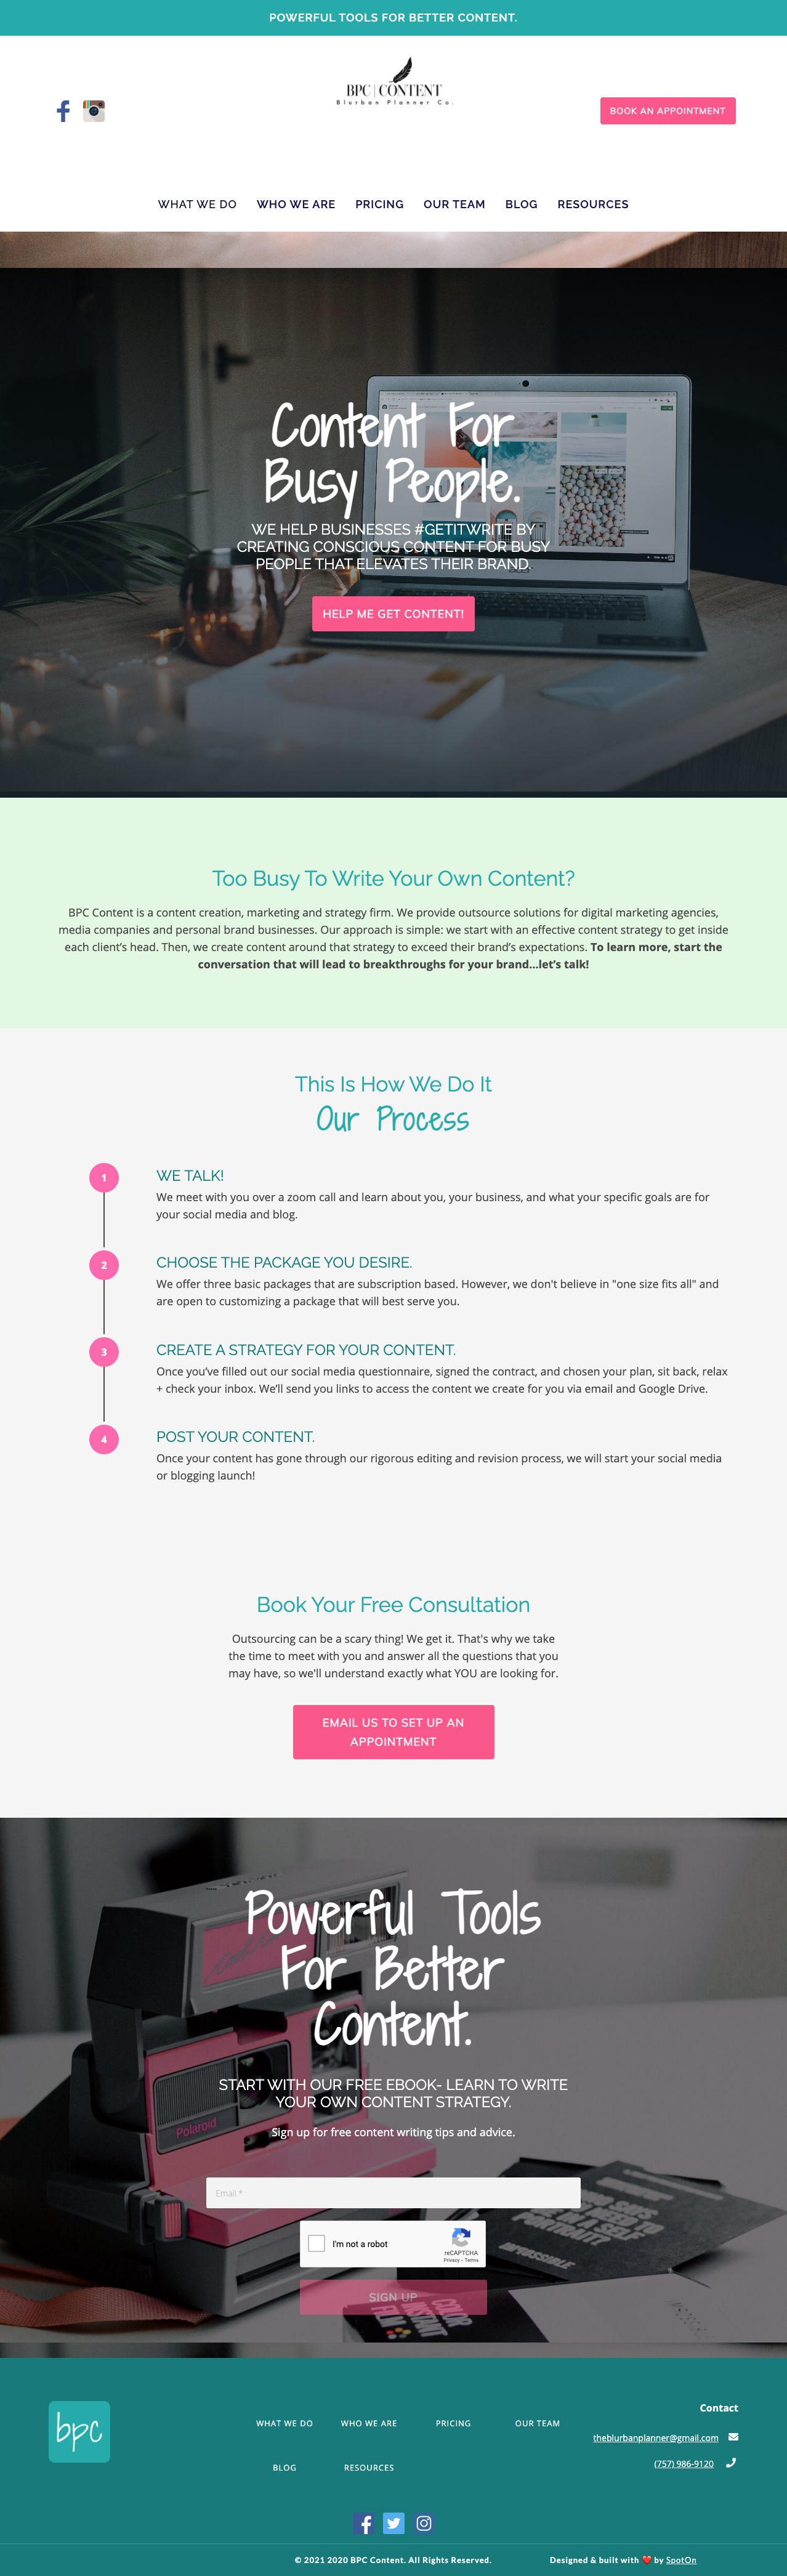 POWERFUL TOOLS FOR BETTER CONTENT.
BPC | CONTENT
Blurban Planner Co.
BOOK AN APPOINTMENT
WHAT WE DO WHO WE ARE PRICING OUR TEAM BLOG RESOURCES
Content For
Busy People.
WE HELP BUSINESSES #GETITWRITE BY
CREATING CONSCIOUS CONTENT FOR BUSY
PEOPLE THAT ELEVATES THEIR BRAND.
HELP ME GET CONTENT!
Too Busy To Write Your Own Content?
BPC Content is a content creation, marketing and strategy firm. We provide outsource solutions for digital marketing agencies,
media companies and personal brand businesses. Our approach is simple: we start with an effective content strategy to get inside
each client’s head. Then, we create content around that strategy to exceed their brand’s expectations. To learn more, start the
conversation that will lead to breakthroughs for your brand...let’s talk!
This Is How We Do It
Our Process
1
WE TALK!
We meet with you over a zoom call and learn about you, your business, and what your specific goals are for
your social media and blog.
2
CHOOSE THE PACKAGE YOU DESIRE.
We offer three basic packages that are subscription based. However, we don't believe in "one size fits all" and
are open to customizing a package that will best serve you.
3
CREATE A STRATEGY FOR YOUR CONTENT.
Once you’ve filled out our social media questionnaire, signed the contract, and chosen your plan, sit back, relax
+ check your inbox. We’ll send you links to access the content we create for you via email and Google Drive.
4
POST YOUR CONTENT.
Once your content has gone through our rigorous editing and revision process, we will start your social media
or blogging launch!
Book Your Free Consultation
Outsourcing can be a scary thing! We get it. That's why we take
the time to meet with you and answer all the questions that you
may have, so we'll understand exactly what YOU are looking for.
EMAIL US TO SET UP AN
APPOINTMENT
Powerful Tools
For Better
Content.
START WITH OUR FREE EBOOK- LEARN TO WRITE
YOUR OWN CONTENT STRATEGY.
Polaroid
Sign up for free content writing tips and advice.
Email *
I'm not a robot
reCAPTCHA
Privacy - Terms
IMPOSSIBLE
SIGN UP
COLOR
INSTANT
FILM
bpc
WHAT WE DO WHO WE ARE PRICING OUR TEAM
BLOG RESOURCES
Contact
theblurbanplanner@gmail.com
(757) 986-9120
© 2021 2020 BPC Content. All Rights Reserved.
Designed & built with ❤️ by SpotOn